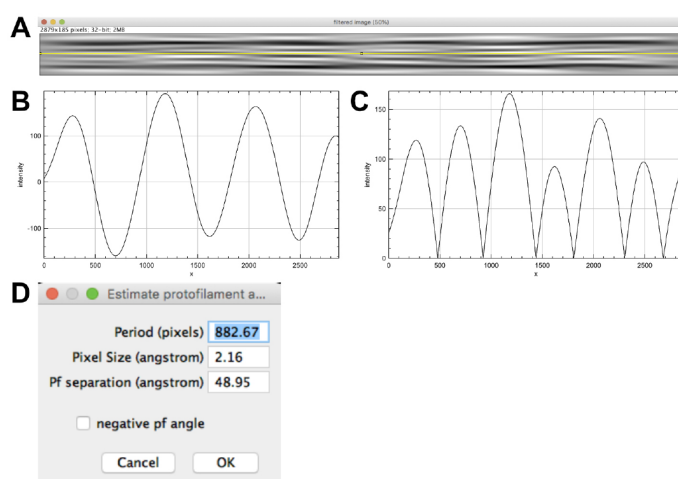 A
filtered image (50%)
2879x185 pixels; 32-bit; 2MB
B
C
intensity
100
0
-100
0
500
1000
1500
2000
2500
x
intensity
150
100
50
0
0
500
1000
1500
2000
2500
x
D
Estimate protofilament a...
Period (pixels) 882.67
Pixel Size (angstrom) 2.16
Pf separation (angstrom) 48.95
negative pf angle
Cancel OK